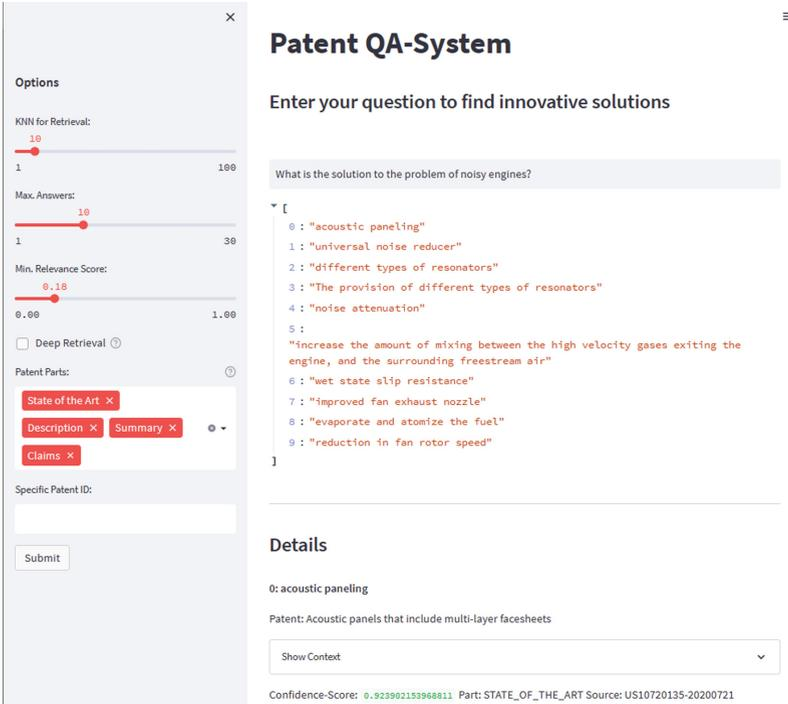 Options
KNN for Retrieval:
10
1 100
Max. Answers:
10
1 30
Min. Relevance Score:
0.18
0.00 1.00
Deep Retrieval
Patent Parts:
State of the Art ×
Description × Summary ×
Claims ×
Specific Patent ID:
Submit
Patent QA-System
Enter your question to find innovative solutions
What is the solution to the problem of noisy engines?
[
0 : "acoustic paneling"
1 : "universal noise reducer"
2 : "different types of resonators"
3 : "The provision of different types of resonators"
4 : "noise attenuation"
5 :
"increase the amount of mixing between the high velocity gases exiting the
engine, and the surrounding freestream air"
6 : "wet state slip resistance"
7 : "improved fan exhaust nozzle"
8 : "evaporate and atomize the fuel"
9 : "reduction in fan rotor speed"
]
Details
0: acoustic paneling
Patent: Acoustic panels that include multi-layer facesheets
Show Context
Confidence-Score: 0.923902153968811 Part: STATE_OF_THE_ART Source: US10720135-20200721